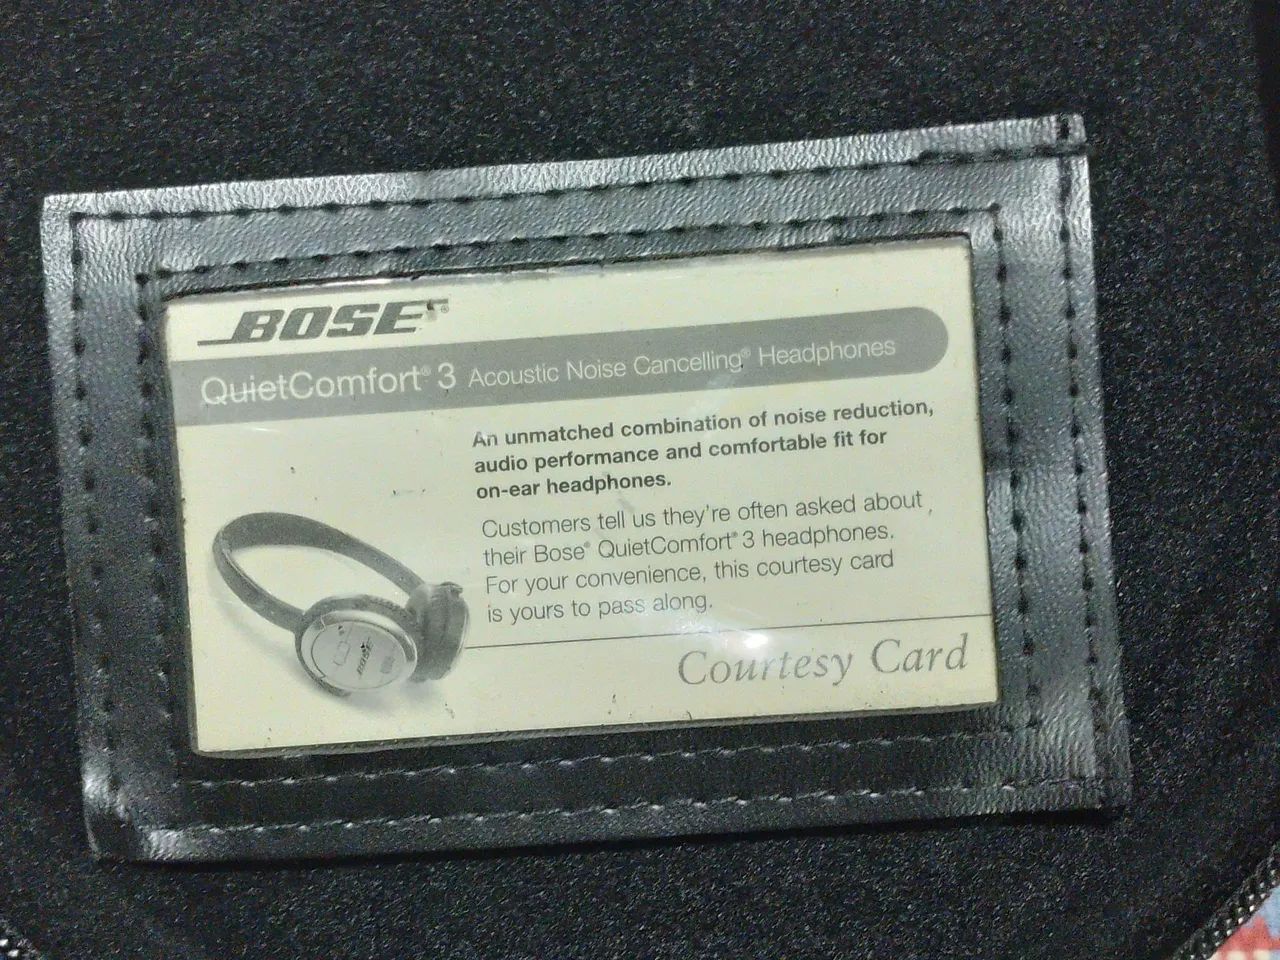 BOSE®
QuietComfort® 3 Acoustic Noise Cancelling® Headphones
An unmatched combination of noise reduction,
audio performance and comfortable fit for
on-ear headphones.
Customers tell us they're often asked about
their Bose® QuietComfort® 3 headphones.
For your convenience, this courtesy card
is yours to pass along.
BOSE
Courtesy Card